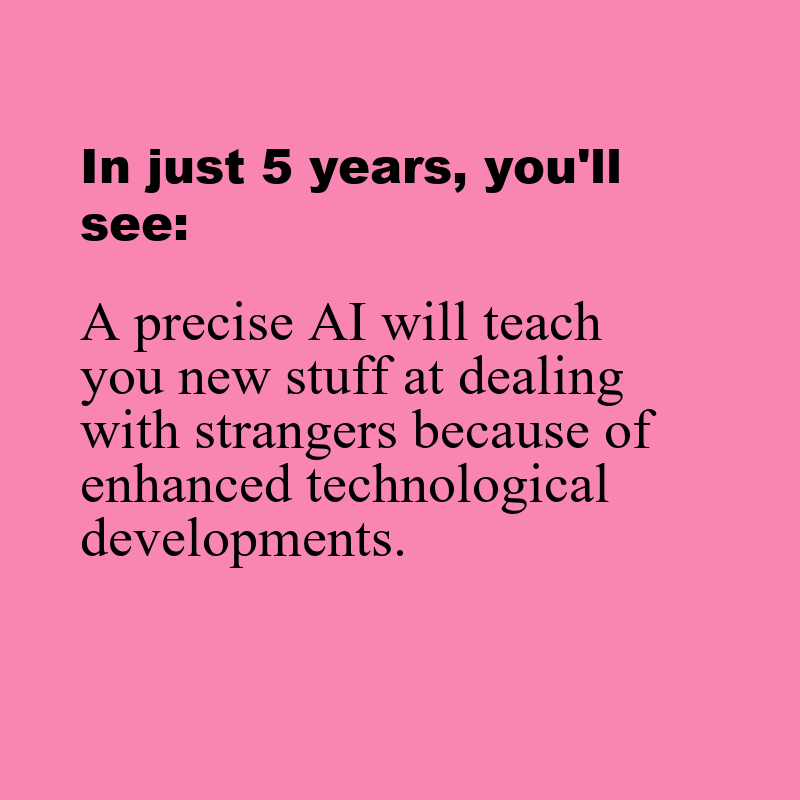 In just 5 years, you'll
see:
A precise AI will teach
you new stuff at dealing
with strangers because of
enhanced technological
developments.